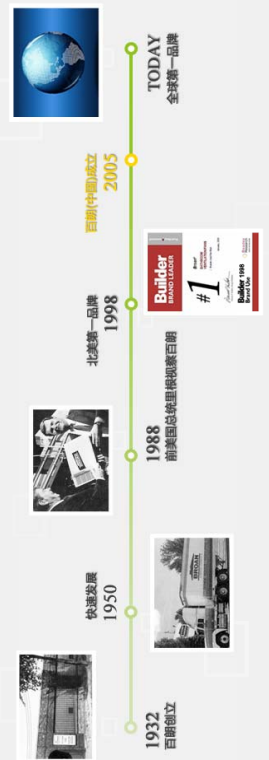 1932
百朗创立
快速发展
1950
1988
前美国总统里根视察百朗
北美第一品牌
1998
Builder
BRAND LEADER
#1
Builder 1998
Brand Use
百朗(中国)成立
2005
TODAY
全球第一品牌